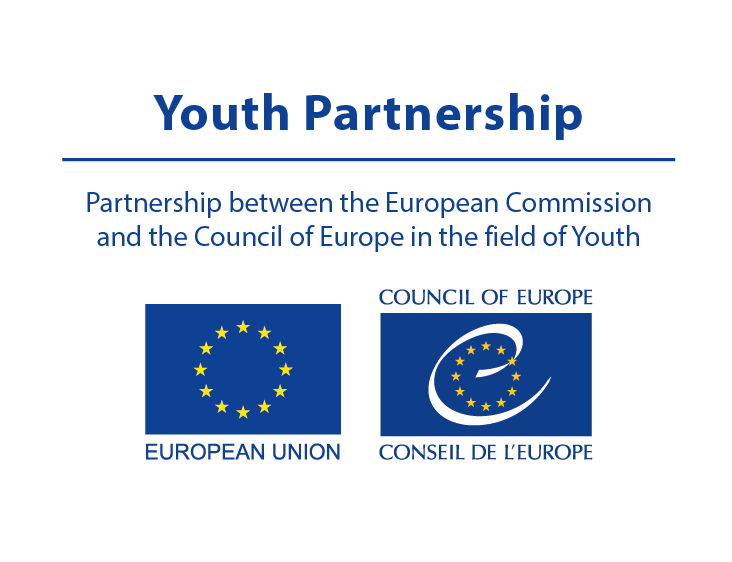 Youth Partnership
Partnership between the European Commission
and the Council of Europe in the field of Youth
COUNCIL OF EUROPE
EUROPEAN UNION
CONSEIL DE L'EUROPE